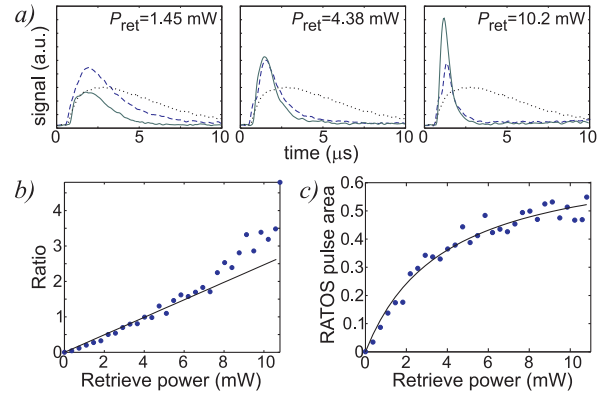 a) P_ret=1.45 mW P_ret=4.38 mW P_ret=10.2 mW
signal (a.u.)
0 5 10 0 5 10 0 5 10
time (μs)
b)
Ratio
4
3
2
1
0
0 2 4 6 8 10
Retrieve power (mW)
c)
RATOS pulse area
0.6
0.5
0.4
0.3
0.2
0.1
0
0 2 4 6 8 10
Retrieve power (mW)